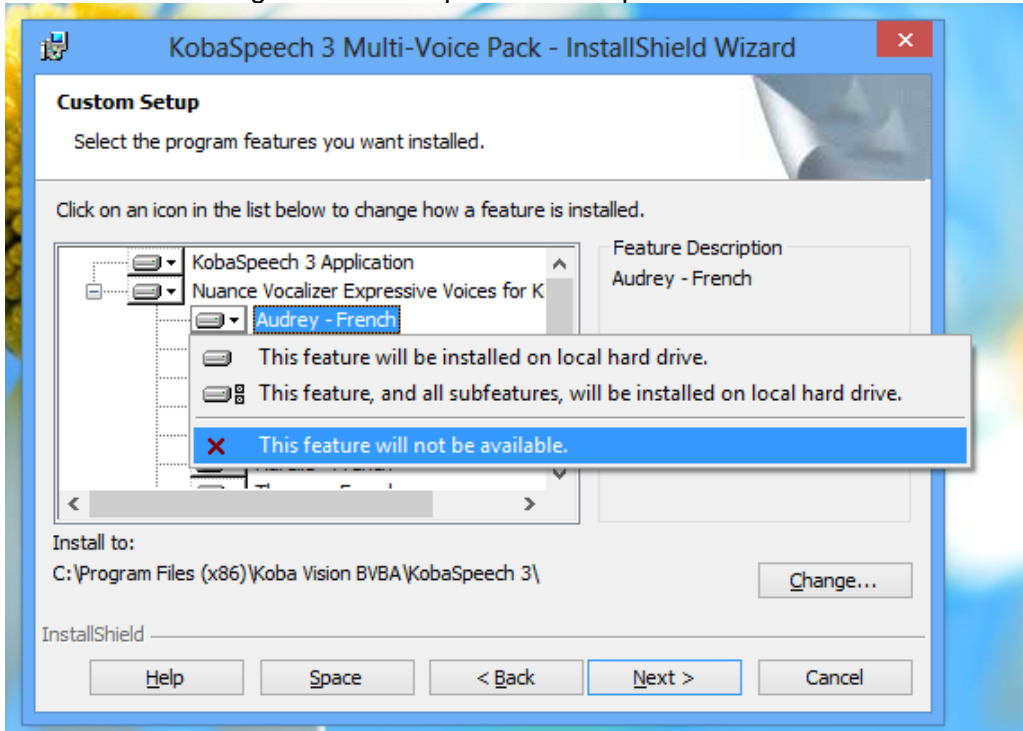 KobaSpeech 3 Multi-Voice Pack - InstallShield Wizard
Custom Setup
Select the program features you want installed.
Click on an icon in the list below to change how a feature is installed.
KobaSpeech 3 Application
Nuance Vocalizer Expressive Voices for K
Audrey - French
Feature Description
Audrey - French
This feature will be installed on local hard drive.
This feature, and all subfeatures, will be installed on local hard drive.
This feature will not be available.
Install to:
C:\Program Files (x86)\Koba Vision BVBA\KobaSpeech 3\
Change...
InstallShield
Help
Space
< Back
Next >
Cancel